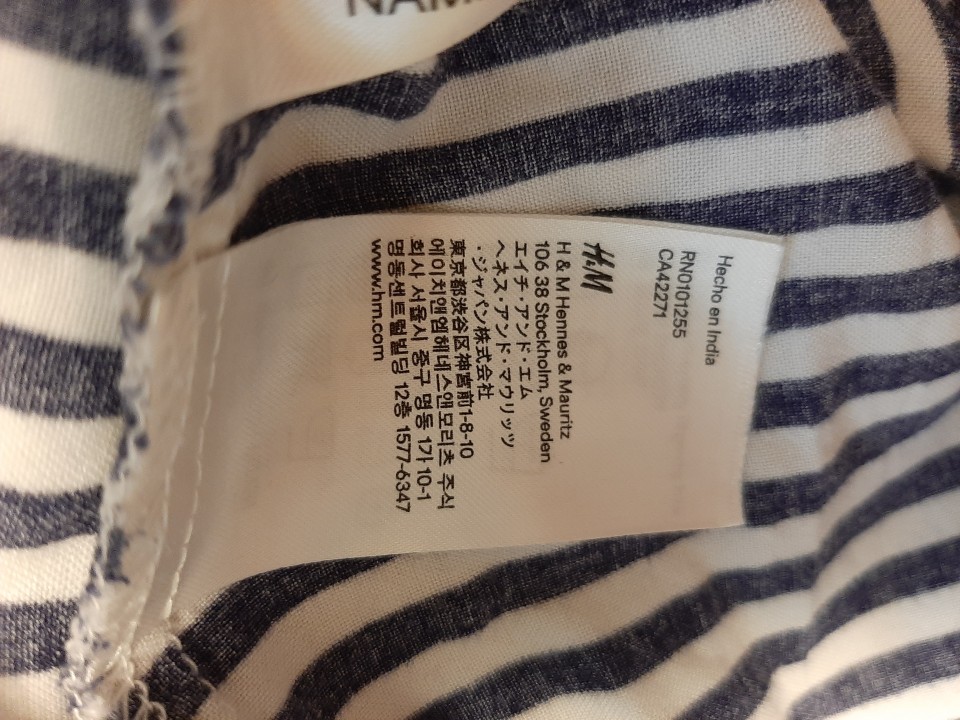 Hecho en India
RN0101255
CA42271
H&M
H & M Hennes & Mauritz
106 38 Stockholm, Sweden
エイチ・アンド・エム
ヘネス・アンド・マウリッツ
・ジャパン株式会社
東京都渋谷区神宮前1-8-10
에이치앤엠헤네스앤모리츠 주식
회사 서울시 중구 명동 1가 10-1
명동센트럴빌딩 12층 1577-6347
www.hm.com